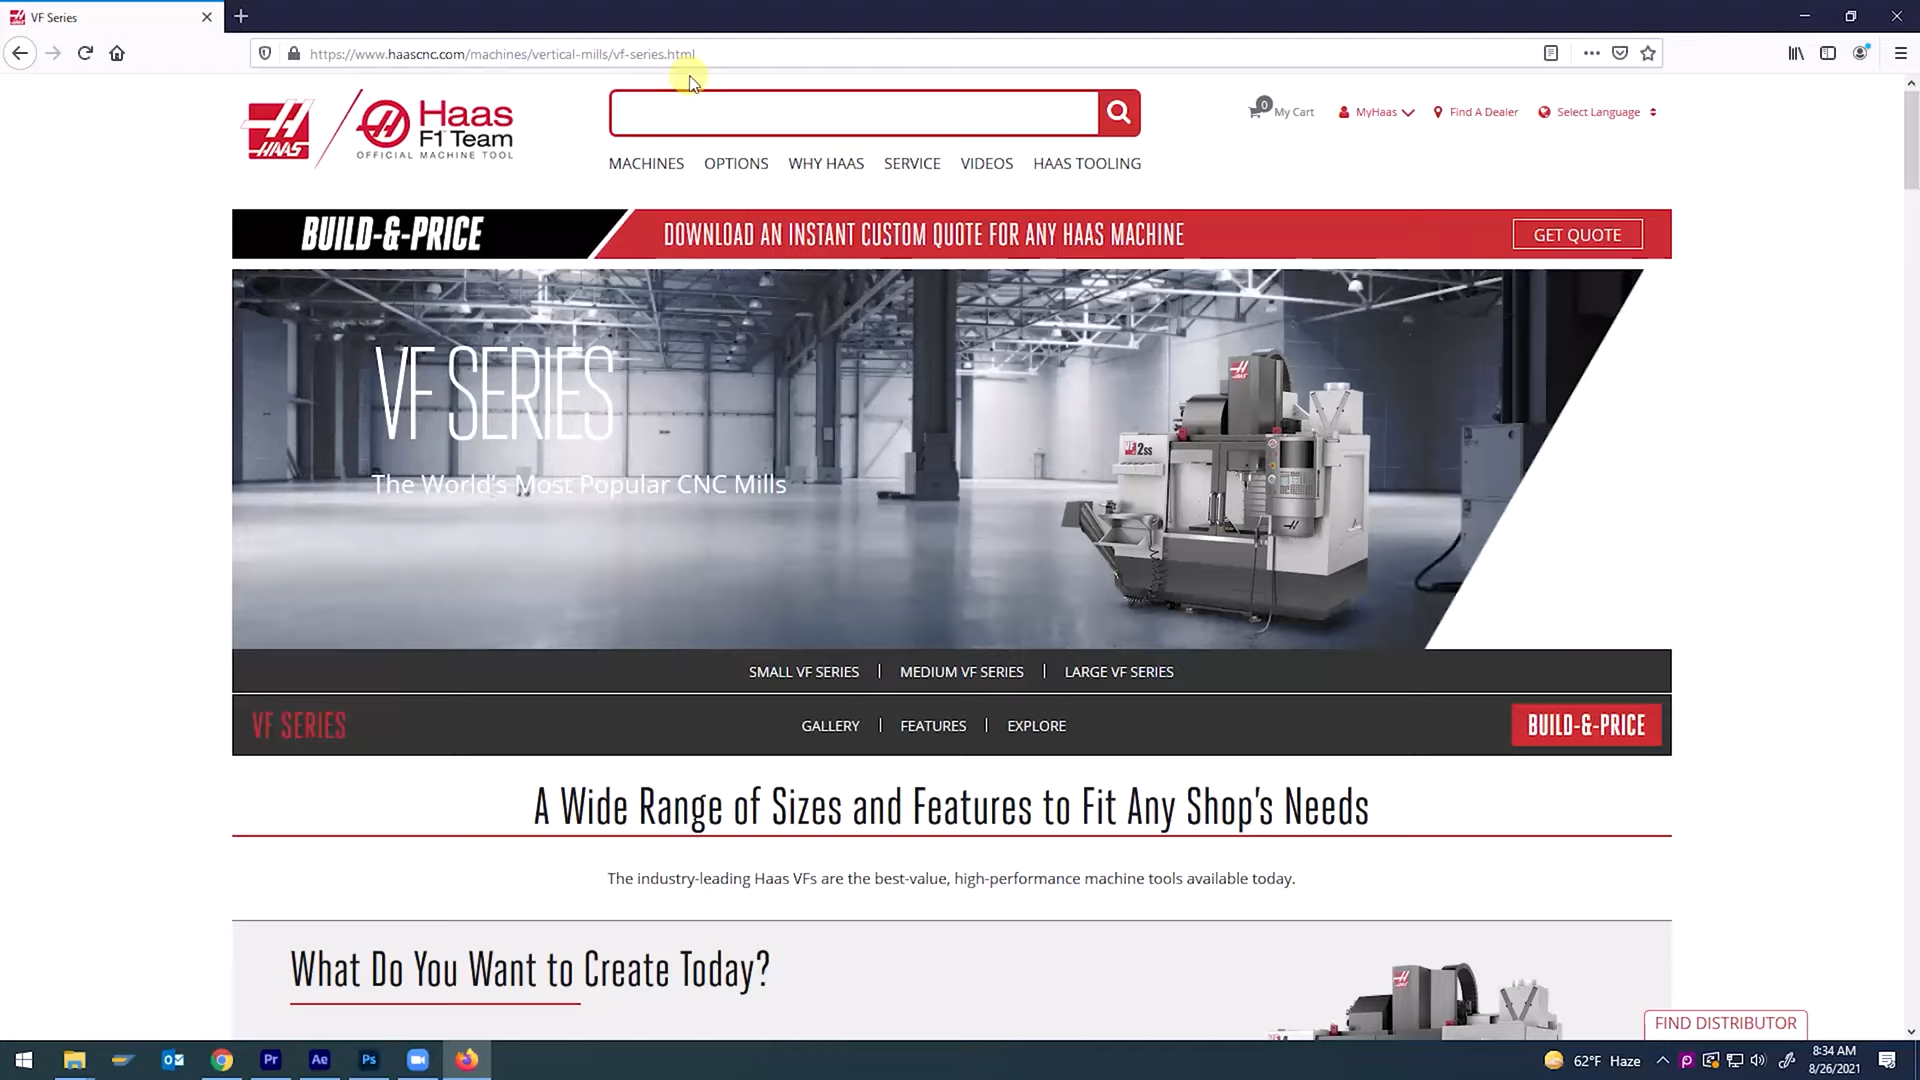 VF Series
https://www.haascnc.com/machines/vertical-mills/vf-series.html
HAAS
Haas
F1 Team
OFFICIAL MACHINE TOOL
0
My Cart
MyHaas
Find A Dealer
Select Language
MACHINES
OPTIONS
WHY HAAS
SERVICE
VIDEOS
HAAS TOOLING
BUILD-&-PRICE
DOWNLOAD AN INSTANT CUSTOM QUOTE FOR ANY HAAS MACHINE
GET QUOTE
VF SERIES
The World's Most Popular CNC Mills
VF 2SS
SMALL VF SERIES
MEDIUM VF SERIES
LARGE VF SERIES
VF SERIES
GALLERY
FEATURES
EXPLORE
BUILD-&-PRICE
A Wide Range of Sizes and Features to Fit Any Shop's Needs
The industry-leading Haas VFs are the best-value, high-performance machine tools available today.
What Do You Want to Create Today?
FIND DISTRIBUTOR
Pr
Ae
Ps
62°F Haze
8:34 AM
8/26/2021